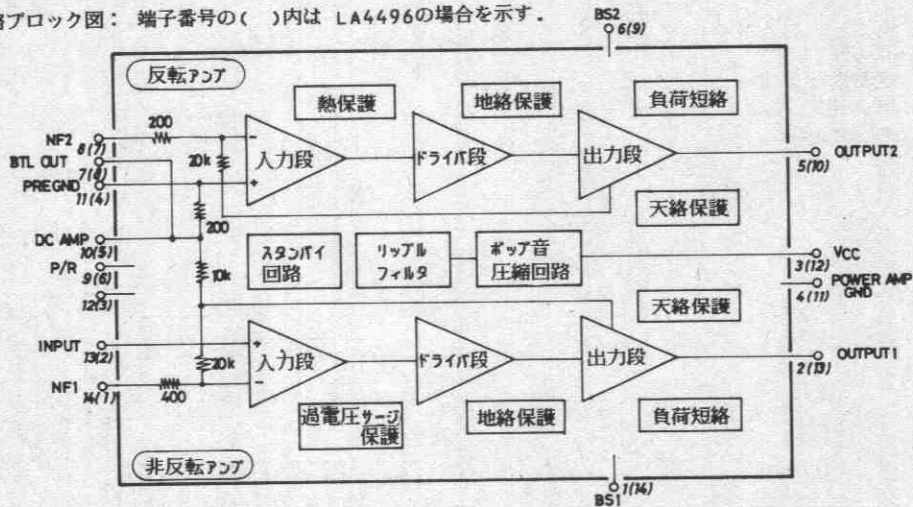 ブロック図： 端子番号の( )内は LA4496の場合を示す．
BS2
6(9)
反転アンプ
熱保護
地絡保護
負荷短絡
NF2
8(7)
200
20k
入力段
ドライバ段
出力段
OUTPUT2
5(10)
BTL OUT
7(8)
PREGND
11(4)
200
天絡保護
DC AMP
10(5)
スタンバイ
回路
リップル
フィルタ
ポップ音
圧縮回路
VCC
3(12)
P/R
9(6)
10k
POWER AMP
GND
4(11)
12(3)
天絡保護
INPUT
13(2)
20k
入力段
ドライバ段
出力段
OUTPUT1
2(13)
NF1
14(1)
400
過電圧サージ
保護
地絡保護
負荷短絡
非反転アンプ
1(14)
BS1